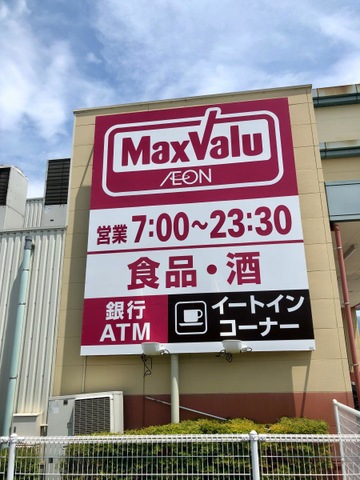 MaxValu
ÆON
営業 7:00～23:30
食品・酒
銀行
ATM
イートイン
コーナー